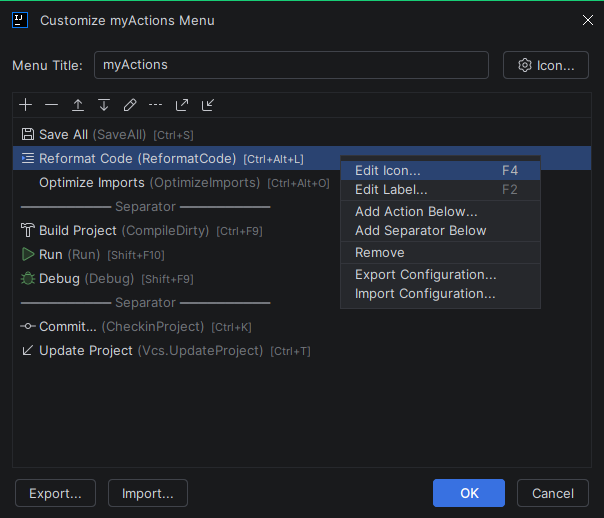 IJ
Customize myActions Menu
Menu Title: myActions Icon...
Save All (SaveAll) [Ctrl+S]
Reformat Code (ReformatCode) [Ctrl+Alt+L]
Optimize Imports (OptimizeImports) [Ctrl+Alt+O]
Separator
Build Project (CompileDirty) [Ctrl+F9]
Run (Run) [Shift+F10]
Debug (Debug) [Shift+F9]
Separator
Commit... (CheckinProject) [Ctrl+K]
Update Project (Vcs.UpdateProject) [Ctrl+T]
Edit Icon... F4
Edit Label... F2
Add Action Below...
Add Separator Below
Remove
Export Configuration...
Import Configuration...
Export... Import... OK Cancel